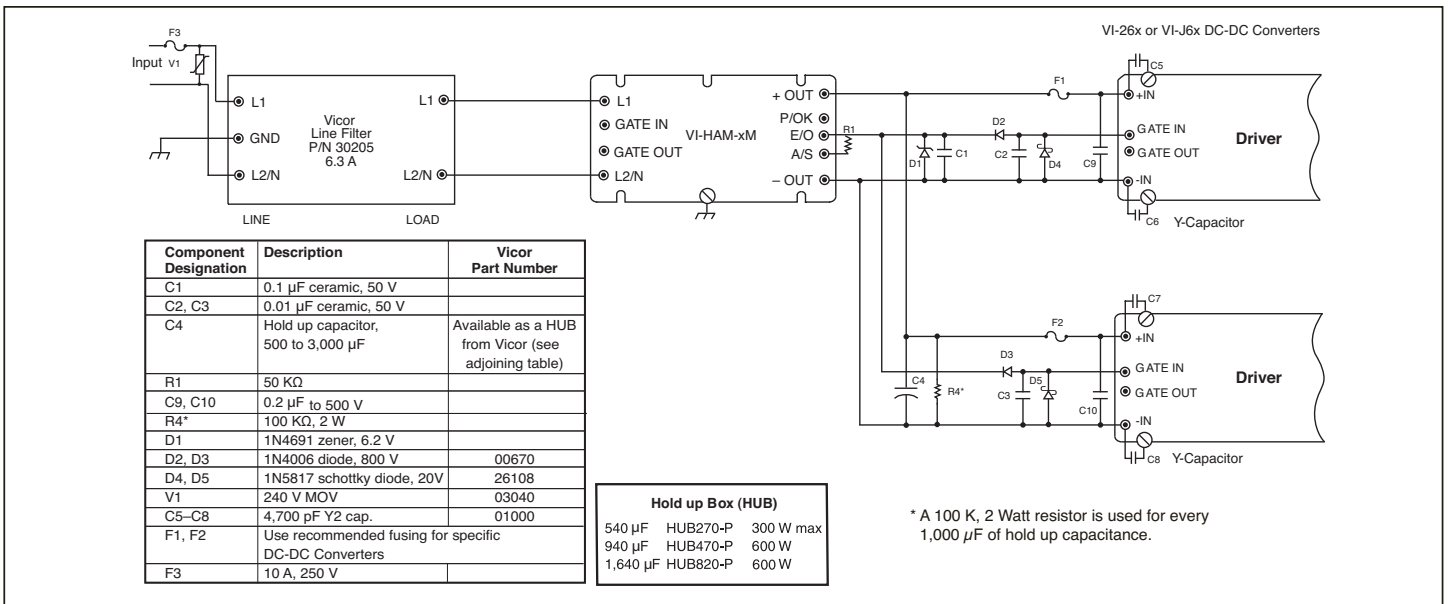 VI-26x or VI-J6x DC-DC Converters
F3
Input V1
Vicor
Line Filter
P/N 30205
6.3 A
L1
GND
L2/N
L1
L2/N
LINE
LOAD
VI-HAM-xM
L1
GATE IN
GATE OUT
L2/N
+ OUT
P/OK
E/O
A/S
– OUT
R1
D1
C1
D2
C2
D4
F1
C9
C5
+IN
GATE IN
GATE OUT
-IN
Driver
C6
Y-Capacitor
C4
R4*
D3
C3
D5
F2
C10
C7
+IN
GATE IN
GATE OUT
-IN
Driver
C8
Y-Capacitor
Component Designation Description Vicor Part Number
C1 0.1 µF ceramic, 50 V
C2, C3 0.01 µF ceramic, 50 V
C4 Hold up capacitor, 500 to 3,000 µF Available as a HUB from Vicor (see adjoining table)
R1 50 KΩ
C9, C10 0.2 µF to 500 V
R4* 100 KΩ, 2 W
D1 1N4691 zener, 6.2 V
D2, D3 1N4006 diode, 800 V 00670
D4, D5 1N5817 schottky diode, 20V 26108
V1 240 V MOV 03040
C5–C8 4,700 pF Y2 cap. 01000
F1, F2 Use recommended fusing for specific DC-DC Converters
F3 10 A, 250 V
Hold up Box (HUB)
540 µF HUB270-P 300 W max
940 µF HUB470-P 600 W
1,640 µF HUB820-P 600 W
* A 100 K, 2 Watt resistor is used for every
1,000 µF of hold up capacitance.